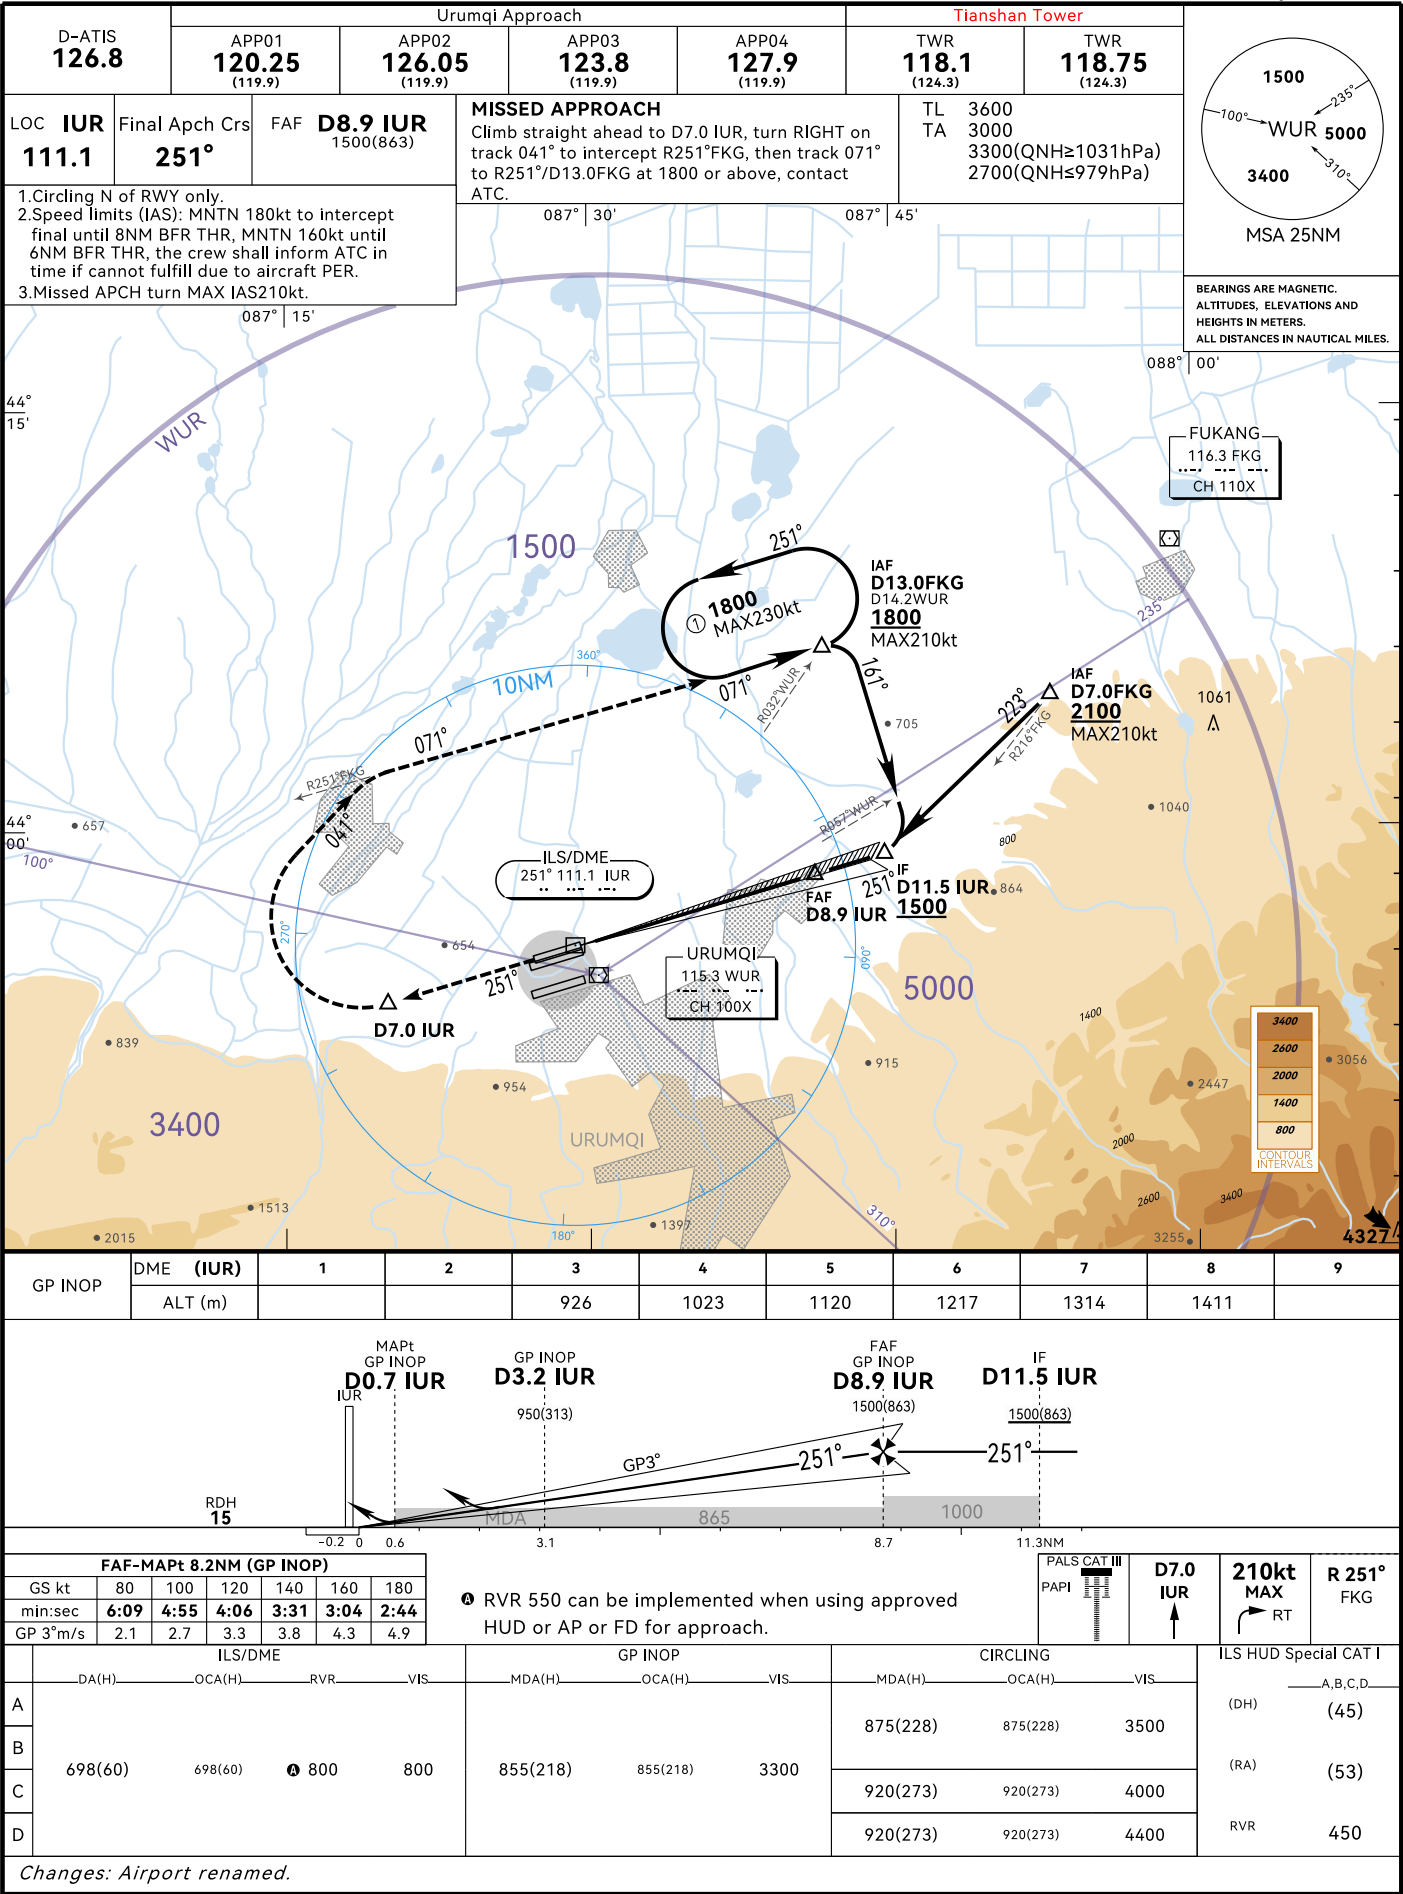 Urumqi Approach
Tianshan Tower
D-ATIS
126.8
APP01
120.25
(119.9)
APP02
126.05
(119.9)
APP03
123.8
(119.9)
APP04
127.9
(119.9)
TWR
118.1
(124.3)
TWR
118.75
(124.3)
LOC IUR
111.1
Final Apch Crs
251°
FAF D8.9 IUR
1500(863)
MISSED APPROACH
Climb straight ahead to D7.0 IUR, turn RIGHT on
track 041° to intercept R251°FKG, then track 071°
to R251°/D13.0FKG at 1800 or above, contact
ATC.
TL 3600
TA 3000
3300(QNH≥1031hPa)
2700(QNH≤979hPa)
1500
235°
100°
WUR 5000
310°
3400
MSA 25NM
1.Circling N of RWY only.
2.Speed limits (IAS): MNTN 180kt to intercept
final until 8NM BFR THR, MNTN 160kt until
6NM BFR THR, the crew shall inform ATC in
time if cannot fulfill due to aircraft PER.
3.Missed APCH turn MAX IAS210kt.
BEARINGS ARE MAGNETIC.
ALTITUDES, ELEVATIONS AND
HEIGHTS IN METERS.
ALL DISTANCES IN NAUTICAL MILES.
087° 15'
087° 30'
087° 45'
088° 00'
44°
15'
WUR
FUKANG
116.3 FKG
CH 110X
1500
251°
1 1800
MAX230kt
IAF
D13.0FKG
D14.2WUR
1800
MAX210kt
235°
360°
10NM
071°
R032°WUR
161°
705
223°
R216°FKG
IAF
D7.0FKG
2100
MAX210kt
1061
071°
R251°FKG
041°
R057°WUR
1040
44°
00'
657
100°
800
ILS/DME
251° 111.1 IUR
251°
IF
D11.5 IUR
1500
864
FAF
D8.9 IUR
270°
654
090°
251°
URUMQI
115.3 WUR
CH 100X
5000
D7.0 IUR
839
954
915
1400
2447
3056
3400
2600
2000
1400
800
CONTOUR
INTERVALS
3400
URUMQI
2000
2600
3400
1513
2015
180°
1397
310°
3255
4327
GP INOP
DME (IUR) 1 2 3 4 5 6 7 8 9
ALT (m) 926 1023 1120 1217 1314 1411
MAPt
GP INOP
D0.7 IUR
IUR
GP INOP
D3.2 IUR
950(313)
FAF
GP INOP
D8.9 IUR
1500(863)
IF
D11.5 IUR
1500(863)
GP3°
251°
251°
RDH
15
MDA
865
1000
-0.2 0 0.6 3.1 8.7 11.3NM
FAF-MAPt 8.2NM (GP INOP)
GS kt 80 100 120 140 160 180
min:sec 6:09 4:55 4:06 3:31 3:04 2:44
GP 3°m/s 2.1 2.7 3.3 3.8 4.3 4.9
A RVR 550 can be implemented when using approved
HUD or AP or FD for approach.
PALS CAT III
PAPI
D7.0
IUR
210kt
MAX
RT
R 251°
FKG
ILS/DME
GP INOP
CIRCLING
ILS HUD Special CAT I
DA(H) OCA(H) RVR VIS MDA(H) OCA(H) VIS MDA(H) OCA(H) VIS A,B,C,D
A
B
C
D
698(60) 698(60) A 800 800
855(218) 855(218) 3300
875(228) 875(228) 3500
920(273) 920(273) 4000
920(273) 920(273) 4400
(DH) (45)
(RA) (53)
RVR 450
Changes: Airport renamed.